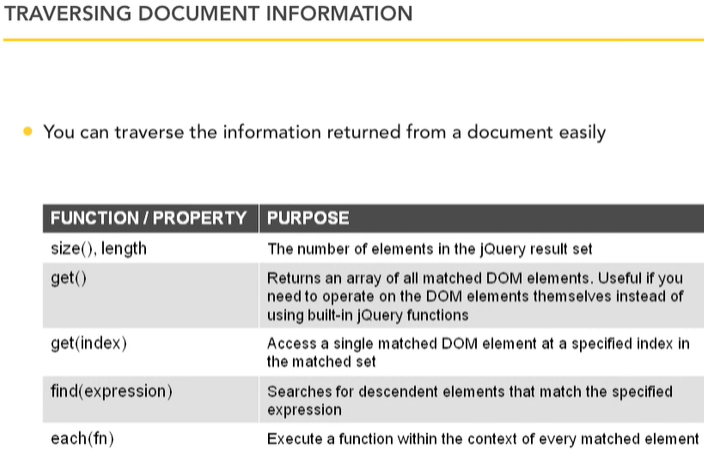 TRAVERSING DOCUMENT INFORMATION
You can traverse the information returned from a document easily
FUNCTION / PROPERTY PURPOSE
size(), length The number of elements in the jQuery result set
get() Returns an array of all matched DOM elements. Useful if you
need to operate on the DOM elements themselves instead of
using built-in jQuery functions
get(index) Access a single matched DOM element at a specified index in
the matched set
find(expression) Searches for descendent elements that match the specified
expression
each(fn) Execute a function within the context of every matched element